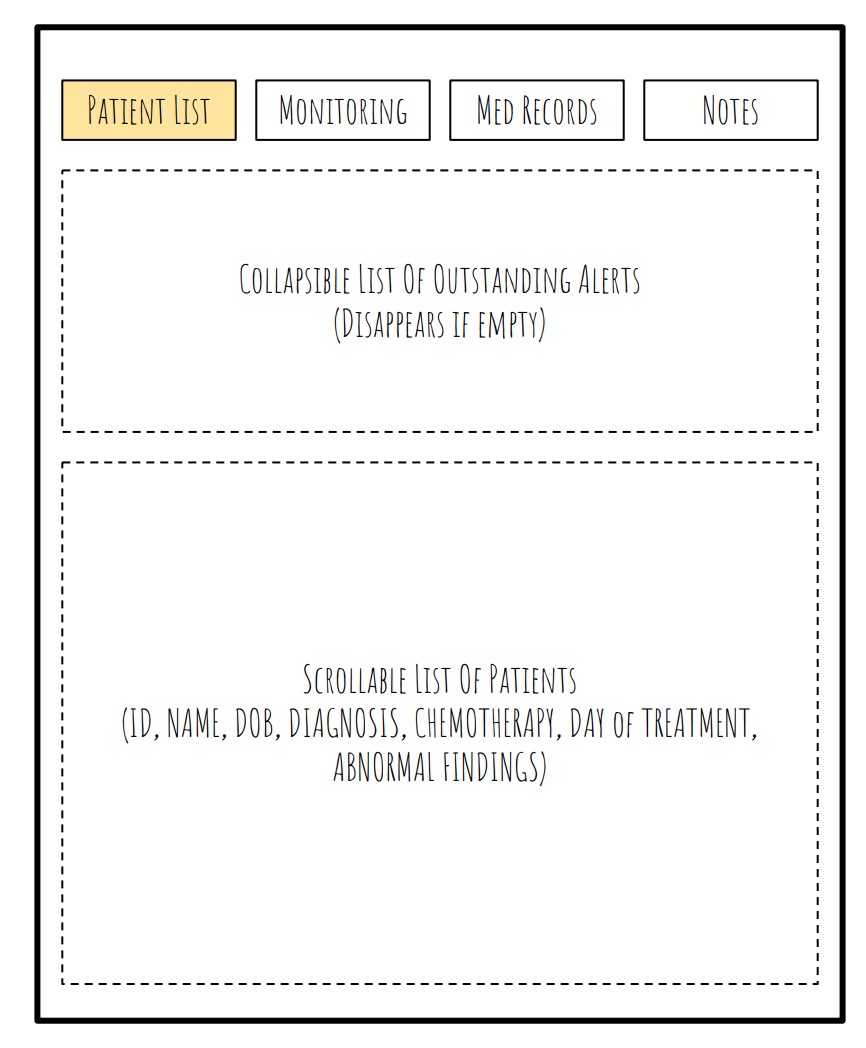 Patient List
Monitoring
Med Records
Notes
Collapsible List Of Outstanding Alerts
(Disappears if empty)
Scrollable List Of Patients
(ID, NAME, DOB, DIAGNOSIS, CHEMOTHERAPY, DAY of TREATMENT,
ABNORMAL FINDINGS)